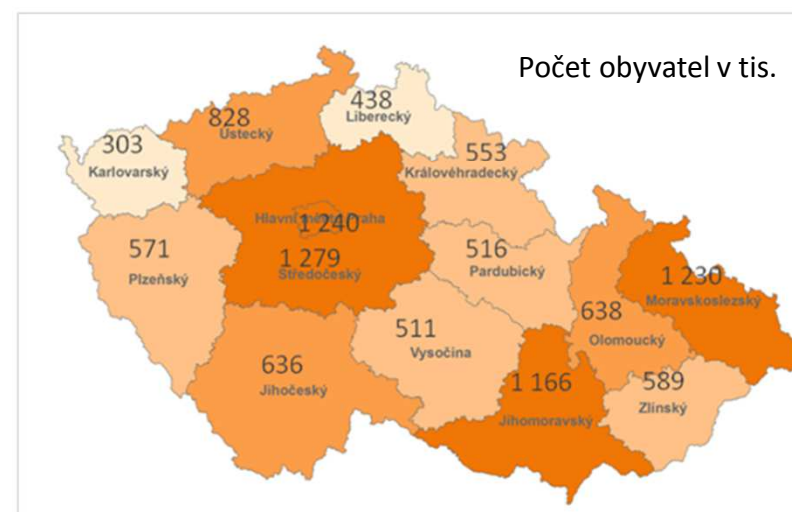 Počet obyvatel v tis.
438
Liberecký
828
Ústecký
303
Karlovarský
553
Královéhradecký
Hlavní město Praha
1 240
1 279
Středočeský
571
Plzeňský
516
Pardubický
1 230
Moravskoslezský
638
Olomoucký
511
Vysočina
636
Jihočeský
1 166
Jihomoravský
589
Zlínský